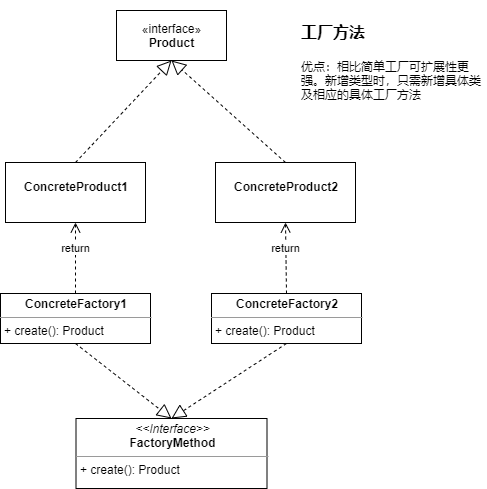 «interface»
Product
工厂方法
优点：相比简单工厂可扩展性更
强。新增类型时，只需新增具体类
及相应的具体工厂方法
ConcreteProduct1
ConcreteProduct2
return
return
ConcreteFactory1
+ create(): Product
ConcreteFactory2
+ create(): Product
<<Interface>>
FactoryMethod
+ create(): Product